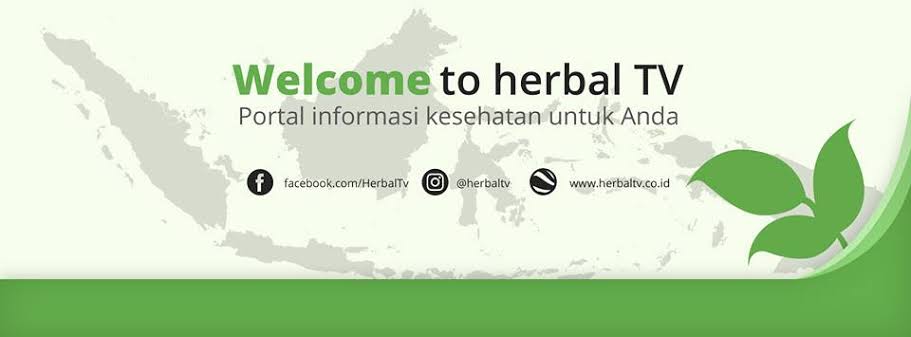 Welcome to herbal TV
Portal informasi kesehatan untuk Anda
facebook.com/HerbalTv @herbaltv www.herbaltv.co.id